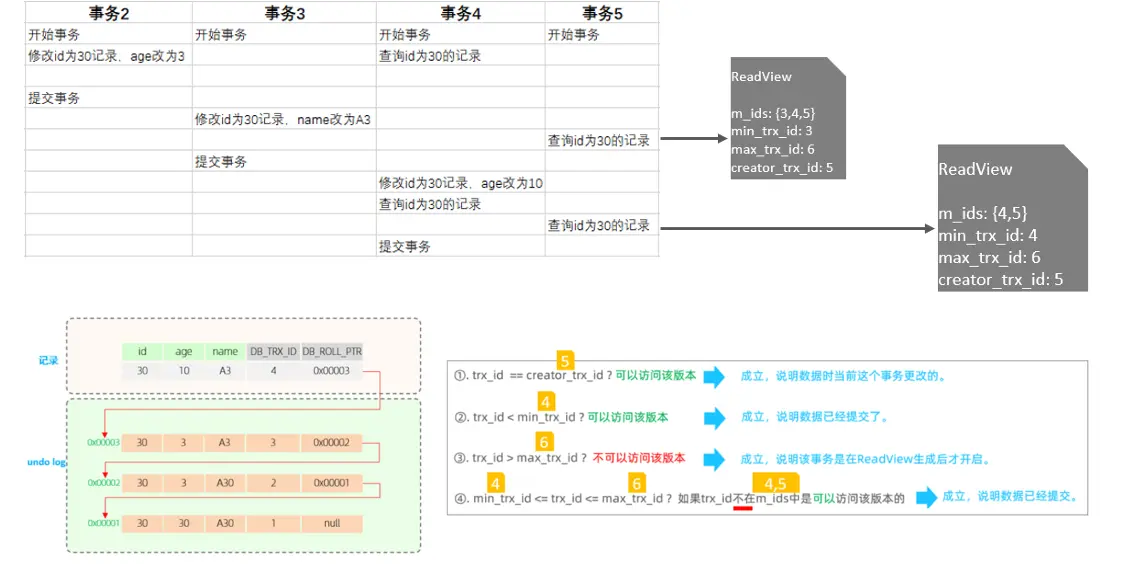 事务2 事务3 事务4 事务5
开始事务 开始事务 开始事务 开始事务
修改id为30记录，age改为3 查询id为30的记录
提交事务
修改id为30记录，name改为A3
查询id为30的记录
提交事务
修改id为30记录，age改为10
查询id为30的记录
查询id为30的记录
提交事务
ReadView
m_ids: {3,4,5}
min_trx_id: 3
max_trx_id: 6
creator_trx_id: 5
ReadView
m_ids: {4,5}
min_trx_id: 4
max_trx_id: 6
creator_trx_id: 5
记录
id age name DB_TRX_ID DB_ROLL_PTR
30 10 A3 4 0x00003
undo log
0x00003 30 3 A3 3 0x00002
0x00002 30 3 A30 2 0x00001
0x00001 30 30 A30 1 null
5
①. trx_id == creator_trx_id ? 可以访问该版本 成立，说明数据时当前这个事务更改的。
4
②. trx_id < min_trx_id ? 可以访问该版本 成立，说明数据已经提交了。
6
③. trx_id > max_trx_id ? 不可以访问该版本 成立，说明该事务是在ReadView生成后才开启。
4 6 4,5
④. min_trx_id <= trx_id <= max_trx_id ? 如果trx_id不在m_ids中是可以访问该版本的 成立，说明数据已经提交。